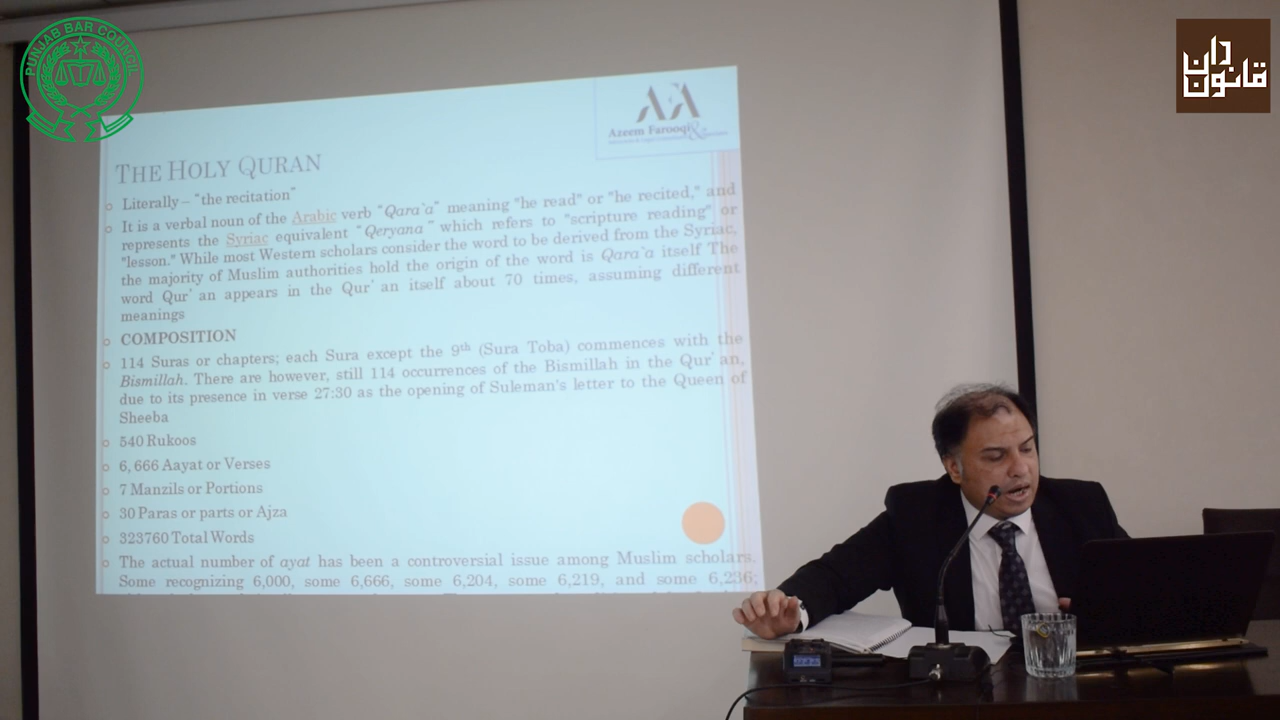 PUNJAB BAR COUNCIL
قانون دان
AFA
Azeem Farooqi
THE HOLY QURAN
Literally – "the recitation"
It is a verbal noun of the Arabic verb "Qara`a" meaning "he read" or "he recited," and
represents the Syriac equivalent "Qeryana" which refers to "scripture reading" or
"lesson." While most Western scholars consider the word to be derived from the Syriac,
the majority of Muslim authorities hold the origin of the word is Qara`a itself The
word Qur'an appears in the Qur'an itself about 70 times, assuming different
meanings
COMPOSITION
114 Suras or chapters; each Sura except the 9th (Sura Toba) commences with the
Bismillah. There are however, still 114 occurrences of the Bismillah in the Qur'an,
due to its presence in verse 27:30 as the opening of Suleman's letter to the Queen of
Sheeba
540 Rukoos
6, 666 Aayat or Verses
7 Manzils or Portions
30 Paras or parts or Ajza
323760 Total Words
The actual number of ayat has been a controversial issue among Muslim scholars.
Some recognizing 6,000, some 6,666, some 6,204, some 6,219, and some 6,236;